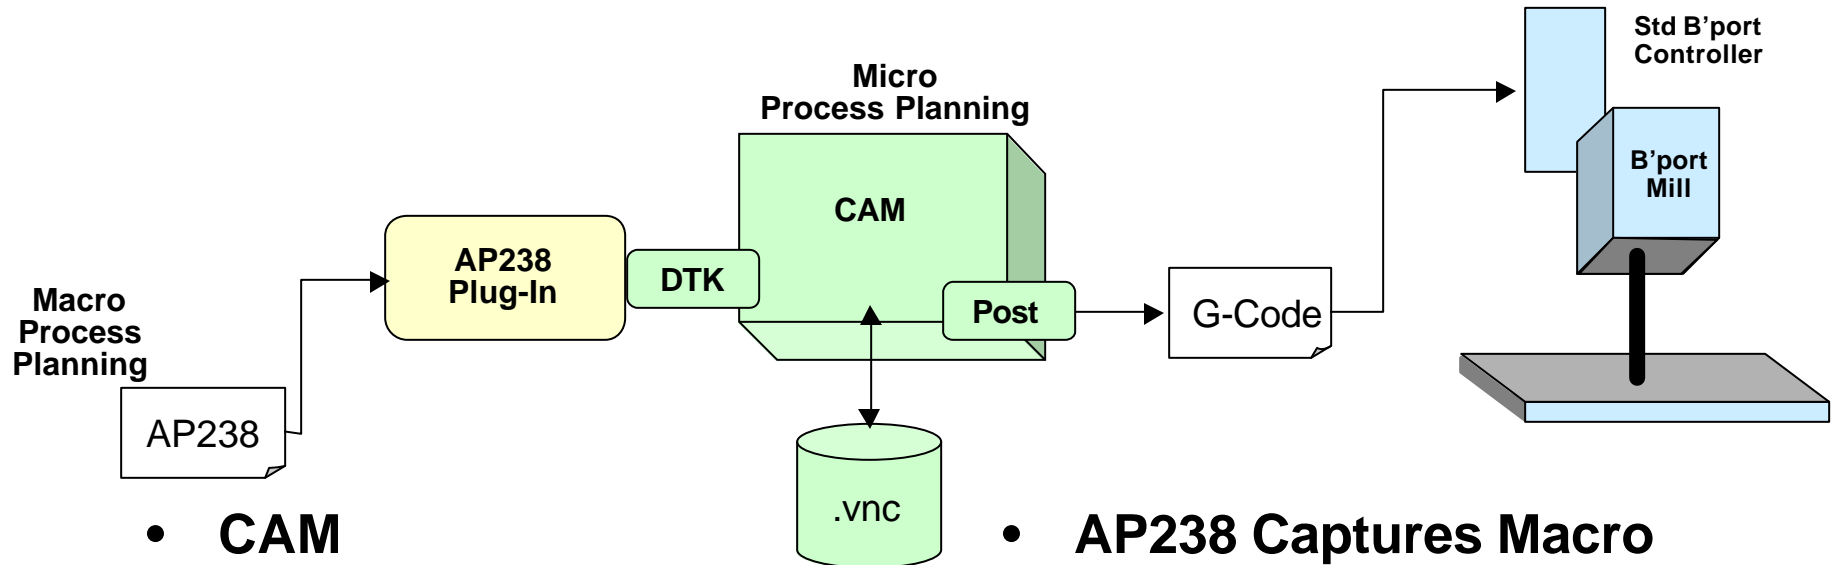 Std B'port
Controller
Micro
Process Planning
B'port
Mill
CAM
AP238
Plug-In
DTK
Macro
Process
Planning
Post
G-Code
AP238
.vnc
• CAM
• AP238 Captures Macro